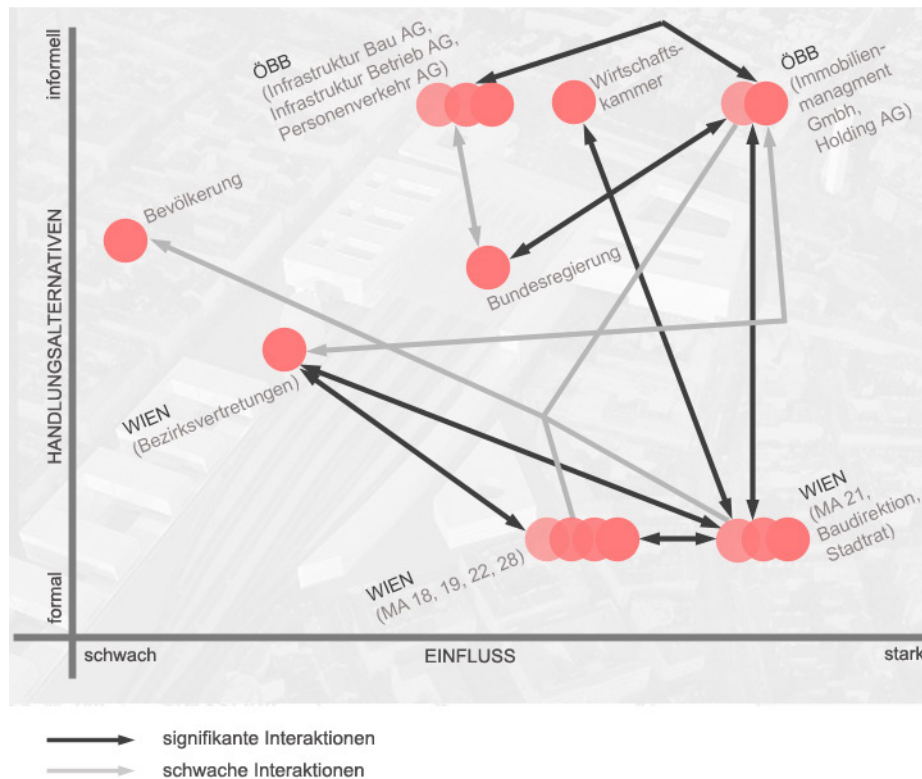 informell
HANDLUNGSALTERNATIVEN
formal
ÖBB
(Infrastruktur Bau AG,
Infrastruktur Betrieb AG,
Personenverkehr AG)
Wirtschafts-
kammer
ÖBB
(Immobilien-
managment
Gmbh,
Holding AG)
Bevölkerung
Bundesregierung
WIEN
(Bezirksvertretungen)
WIEN
(MA 18, 19, 22, 28)
WIEN
(MA 21,
Baudirektion,
Stadtrat)
schwach
EINFLUSS
stark
signifikante Interaktionen
schwache Interaktionen